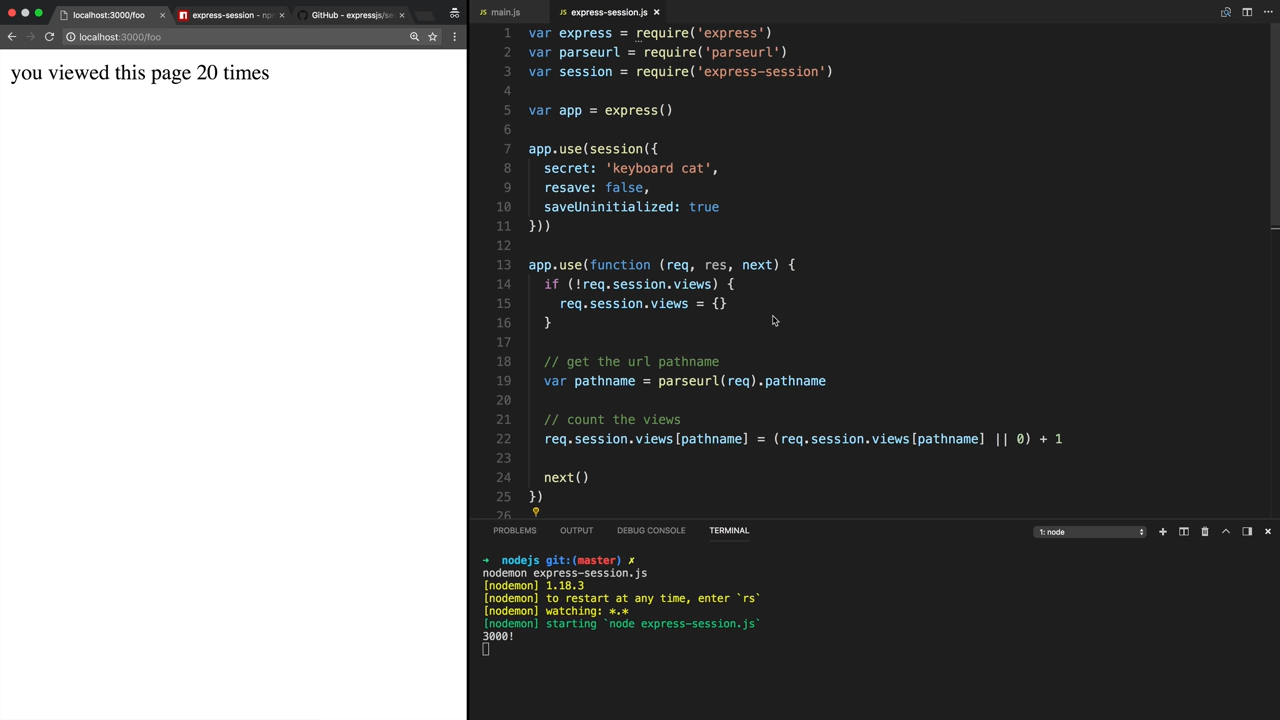 localhost:3000/foo
express-session - npm
GitHub - expressjs/se
localhost:3000/foo
you viewed this page 20 times
main.js
express-session.js
1 var express = require('express')
2 var parseurl = require('parseurl')
3 var session = require('express-session')
4
5 var app = express()
6
7 app.use(session({
8 secret: 'keyboard cat',
9 resave: false,
10 saveUninitialized: true
11 }))
12
13 app.use(function (req, res, next) {
14 if (!req.session.views) {
15 req.session.views = {}
16 }
17
18 // get the url pathname
19 var pathname = parseurl(req).pathname
20
21 // count the views
22 req.session.views[pathname] = (req.session.views[pathname] || 0) + 1
23
24 next()
25 })
26
PROBLEMS OUTPUT DEBUG CONSOLE TERMINAL 1: node
➜ nodejs git:(master) ✗
nodemon express-session.js
[nodemon] 1.18.3
[nodemon] to restart at any time, enter `rs`
[nodemon] watching: *.*
[nodemon] starting `node express-session.js`
3000!